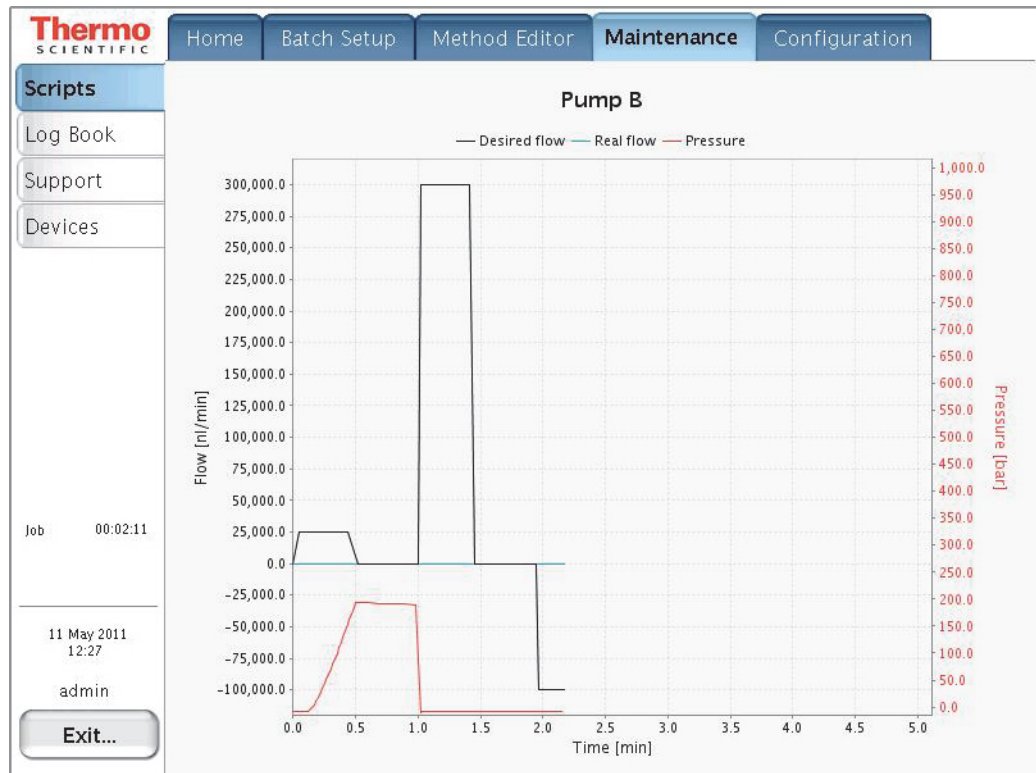 Thermo
SCIENTIFIC
Home
Batch Setup
Method Editor
Maintenance
Configuration
Scripts
Log Book
Support
Devices
Job 00:02:11
11 May 2011
12:27
admin
Exit...
Pump B
Desired flow
Real flow
Pressure
Flow [nl/min]
300,000.0
275,000.0
250,000.0
225,000.0
200,000.0
175,000.0
150,000.0
125,000.0
100,000.0
75,000.0
50,000.0
25,000.0
0.0
-25,000.0
-50,000.0
-75,000.0
-100,000.0
1,000.0
950.0
900.0
850.0
800.0
750.0
700.0
650.0
600.0
550.0
500.0
450.0
400.0
350.0
300.0
250.0
200.0
150.0
100.0
50.0
0.0
Pressure [bar]
0.0 0.5 1.0 1.5 2.0 2.5 3.0 3.5 4.0 4.5 5.0
Time [min]